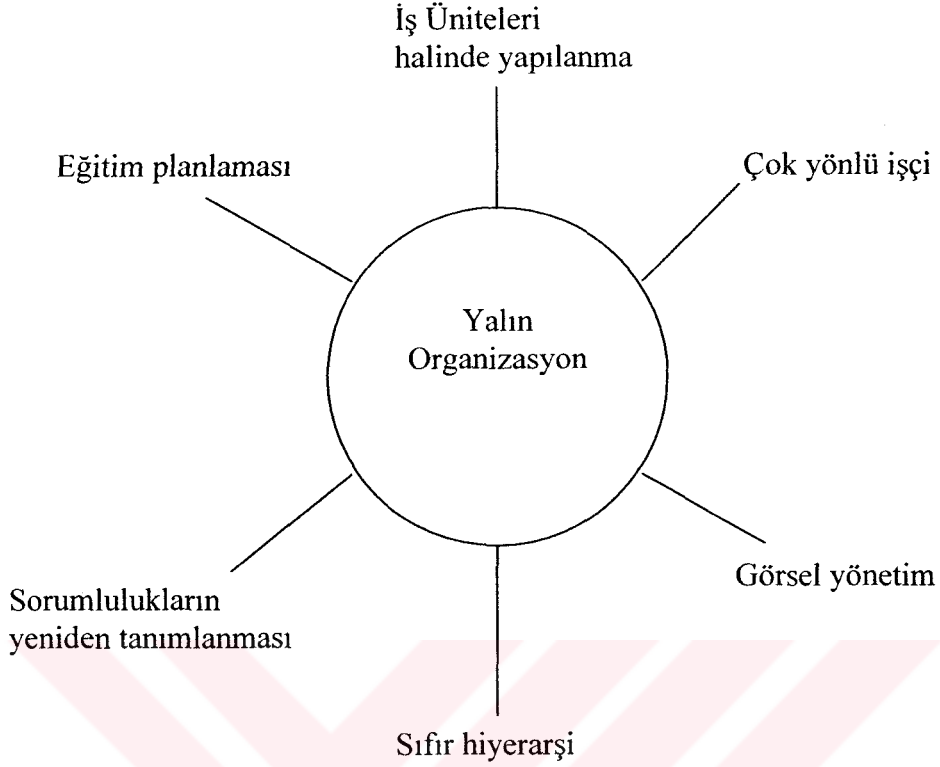 İş Üniteleri
halinde yapılanma
Eğitim planlaması
Çok yönlü işçi
Yalın
Organizasyon
Görsel yönetim
Sorumlulukların
yeniden tanımlanması
Sıfır hiyerarşi